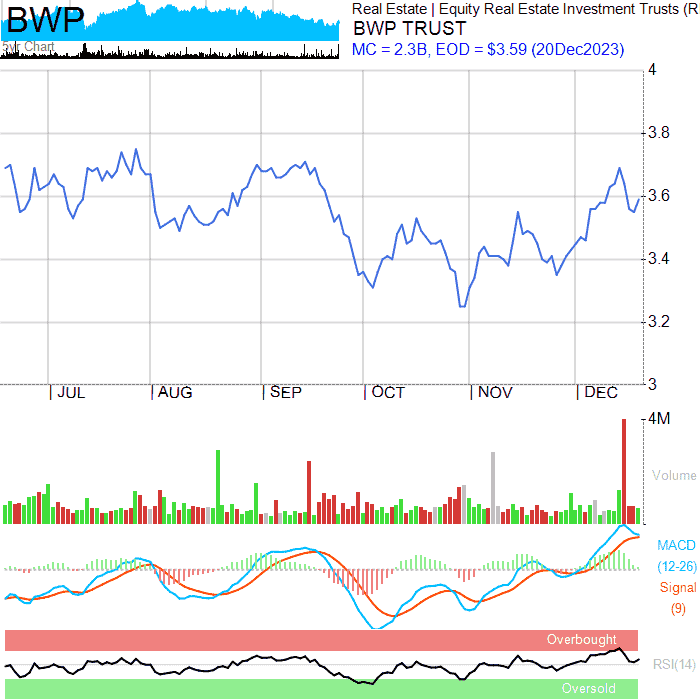 BWP
5yr Chart
Real Estate | Equity Real Estate Investment Trusts (R
BWP TRUST
MC = 2.3B, EOD = $3.59 (20Dec2023)
4
3.8
3.6
3.4
3.2
3
JUL AUG SEP OCT NOV DEC
4M
Volume
MACD
(12-26)
Signal
(9)
Overbought
RSI(14)
Oversold